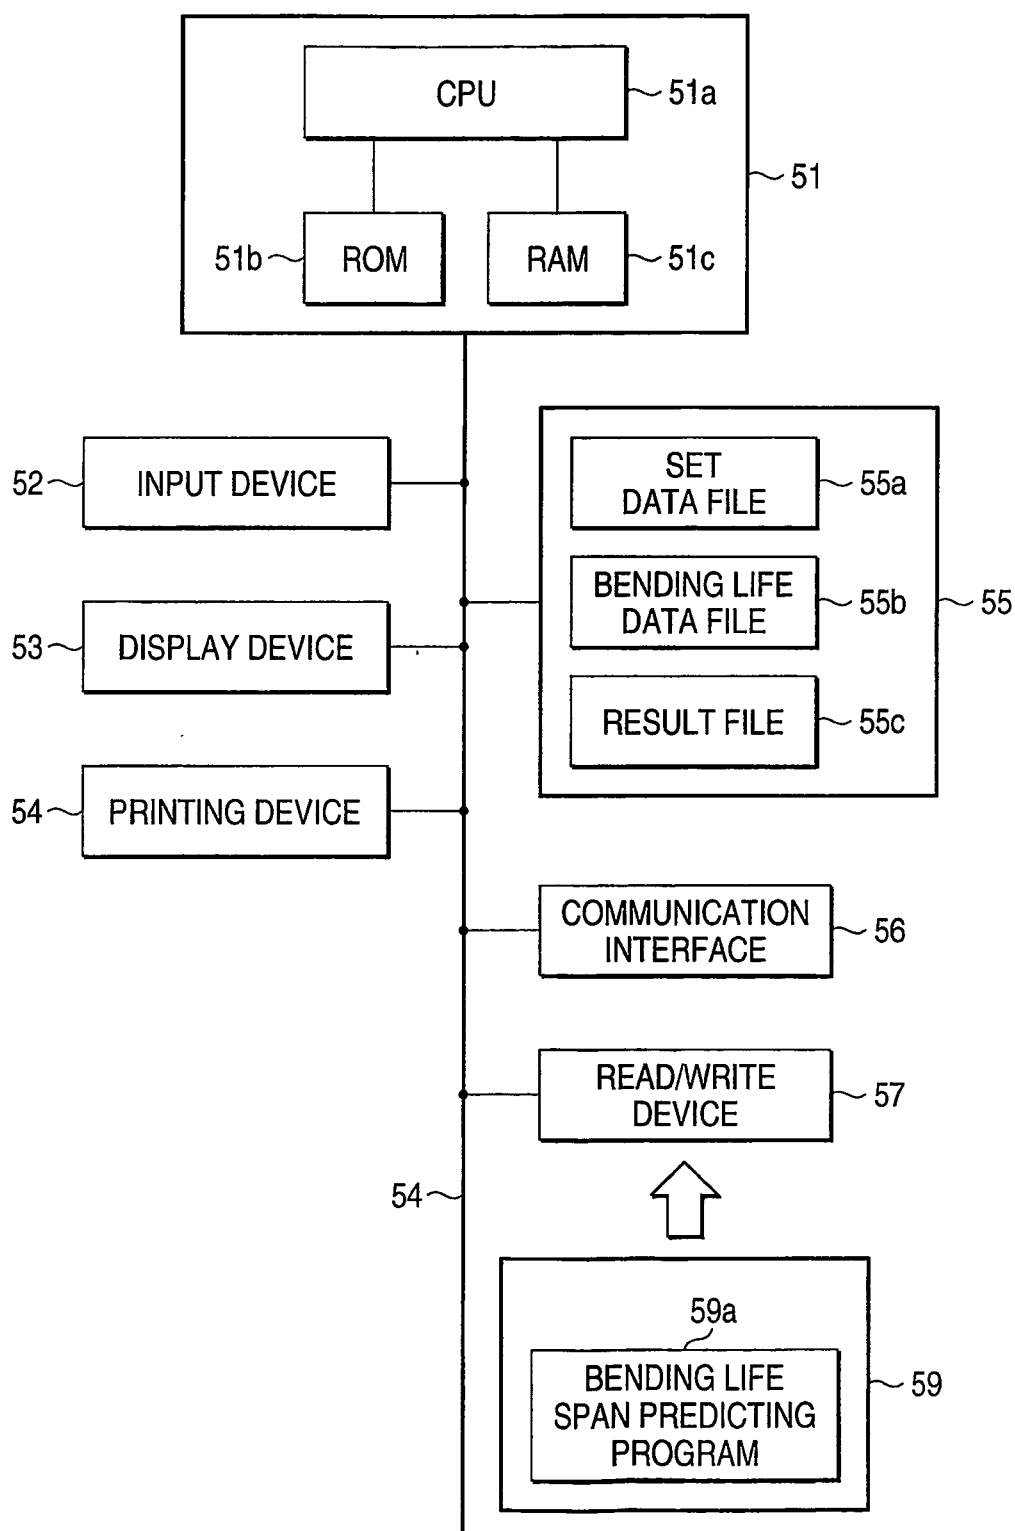 CPU
51a
51
51b
ROM
RAM
51c
52
INPUT DEVICE
SET
DATA FILE
55a
BENDING LIFE
DATA FILE
55b
55
53
DISPLAY DEVICE
RESULT FILE
55c
54
PRINTING DEVICE
COMMUNICATION
INTERFACE
56
READ/WRITE
DEVICE
57
54
59a
BENDING LIFE
SPAN PREDICTING
PROGRAM
59